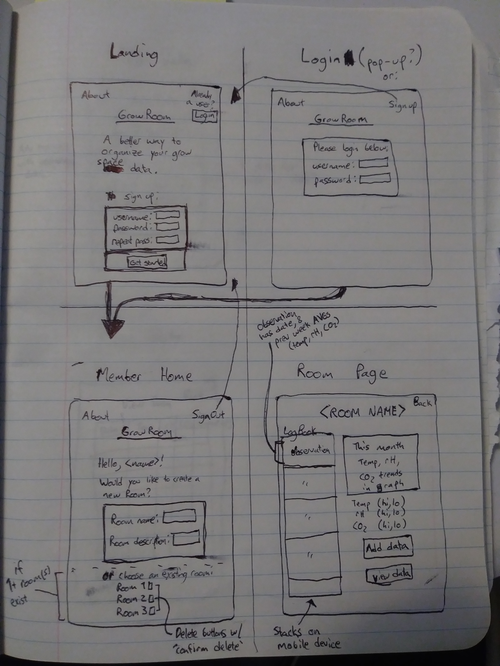 Landing
About
Already
a user?
Login
GrowRoom
A better way to
organize your grow
space
data.
sign up:
username:
password:
repeat pass:
Get started
Login (pop-up?)
or:
About
Sign up
GrowRoom
Please login below:
username:
password:
Member Home
About
Sign Out
GrowRoom
Hello, <name>!
Would you like to create a
new Room?
Room name:
Room description:
or choose an existing room:
Room 1
Room 2
Room 3
if
1+ room(s)
exist
Delete buttons w/
"confirm delete"
observation
has date, &
prev week AVGs
(temp, rH, CO2)
Room Page
Back
<ROOM NAME>
LogBook
observation
"
"
This month
Temp, rH,
CO2 trends
in graph
Temp (hi,lo)
rH (hi,lo)
CO2 (hi,lo)
Add data
View data
Stacks on
mobile device